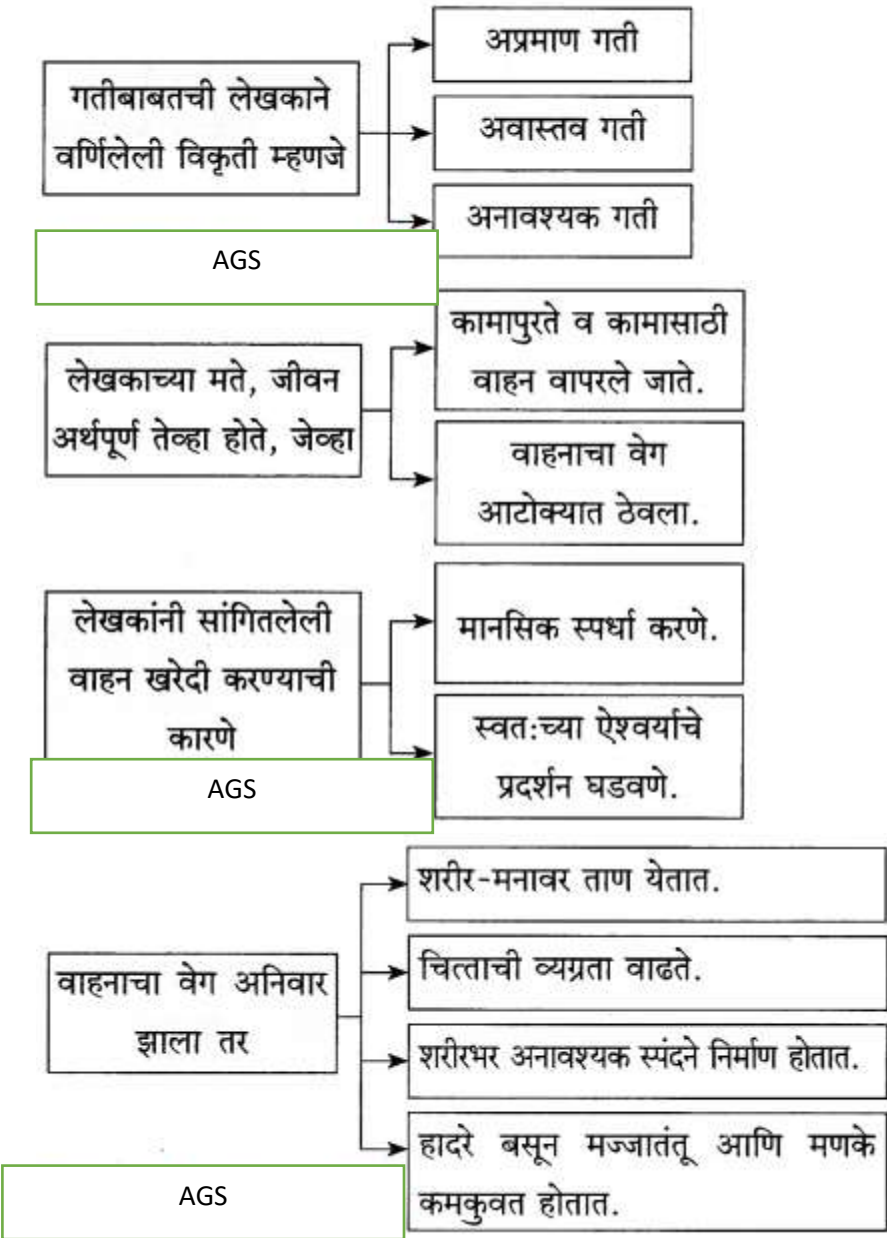 गतीबाबतची लेखकाने
वर्णिलेली विकृती म्हणजे
अप्रमाण गती
अवास्तव गती
अनावश्यक गती
AGS
लेखकाच्या मते, जीवन
अर्थपूर्ण तेव्हा होते, जेव्हा
कामापुरते व कामासाठी
वाहन वापरले जाते.
वाहनाचा वेग
आटोक्यात ठेवला.
लेखकांनी सांगितलेली
वाहन खरेदी करण्याची
कारणे
मानसिक स्पर्धा करणे.
स्वत:च्या ऐश्वर्याचे
प्रदर्शन घडवणे.
AGS
वाहनाचा वेग अनिवार
झाला तर
शरीर-मनावर ताण येतात.
चित्ताची व्यग्रता वाढते.
शरीरभर अनावश्यक स्पंदने निर्माण होतात.
हादरे बसून मज्जातंतू आणि मणके
कमकुवत होतात.
AGS